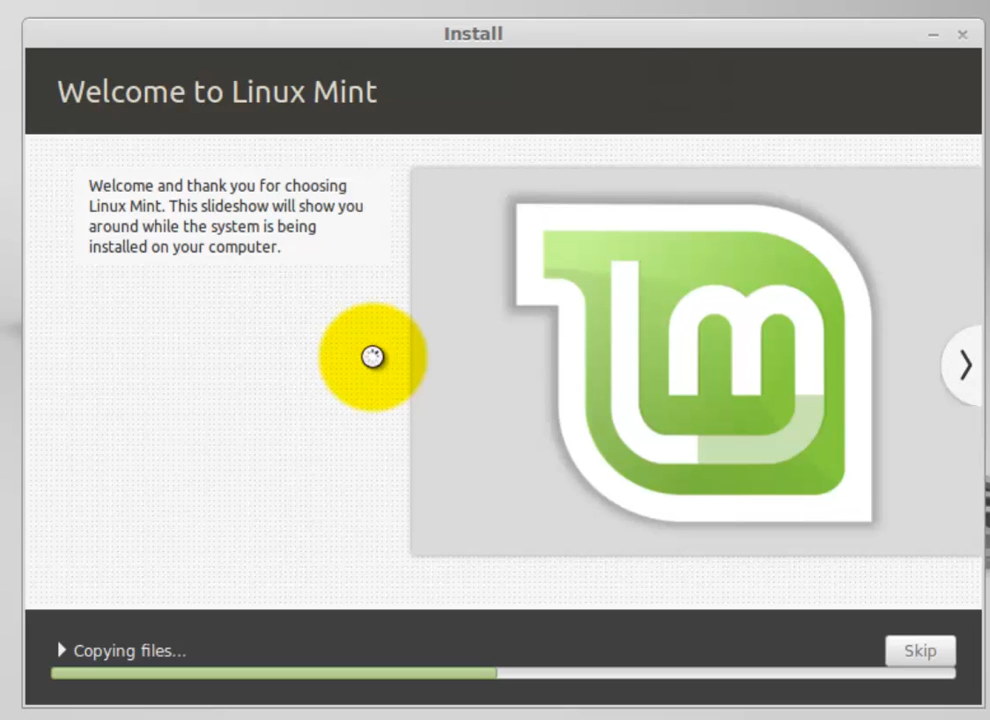 Install
Welcome to Linux Mint
Welcome and thank you for choosing
Linux Mint. This slideshow will show you
around while the system is being
installed on your computer.
lm
Copying files...
Skip